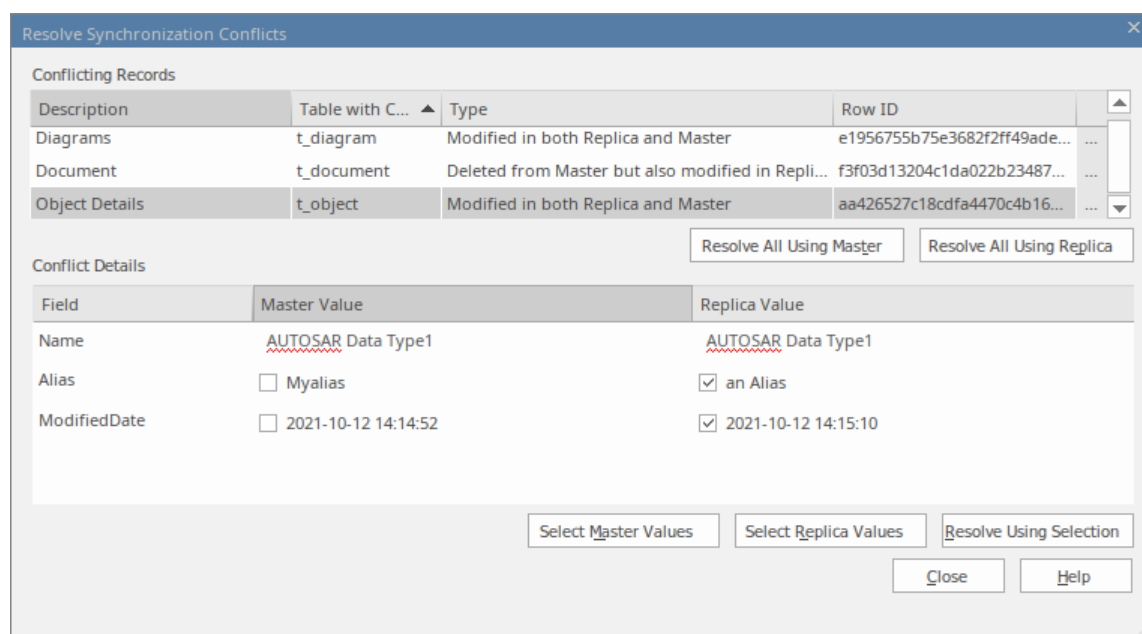 Resolve Synchronization Conflicts
Conflicting Records
Description Table with C... Type Row ID
Diagrams t_diagram Modified in both Replica and Master e1956755b75e3682f2ff49ade... ...
Document t_document Deleted from Master but also modified in Repli... f3f03d13204c1da022b23487... ...
Object Details t_object Modified in both Replica and Master aa426527c18cdfa4470c4b16... ...
Resolve All Using Master Resolve All Using Replica
Conflict Details
Field Master Value Replica Value
Name AUTOSAR Data Type1 AUTOSAR Data Type1
Alias Myalias an Alias
ModifiedDate 2021-10-12 14:14:52 2021-10-12 14:15:10
Select Master Values Select Replica Values Resolve Using Selection
Close Help